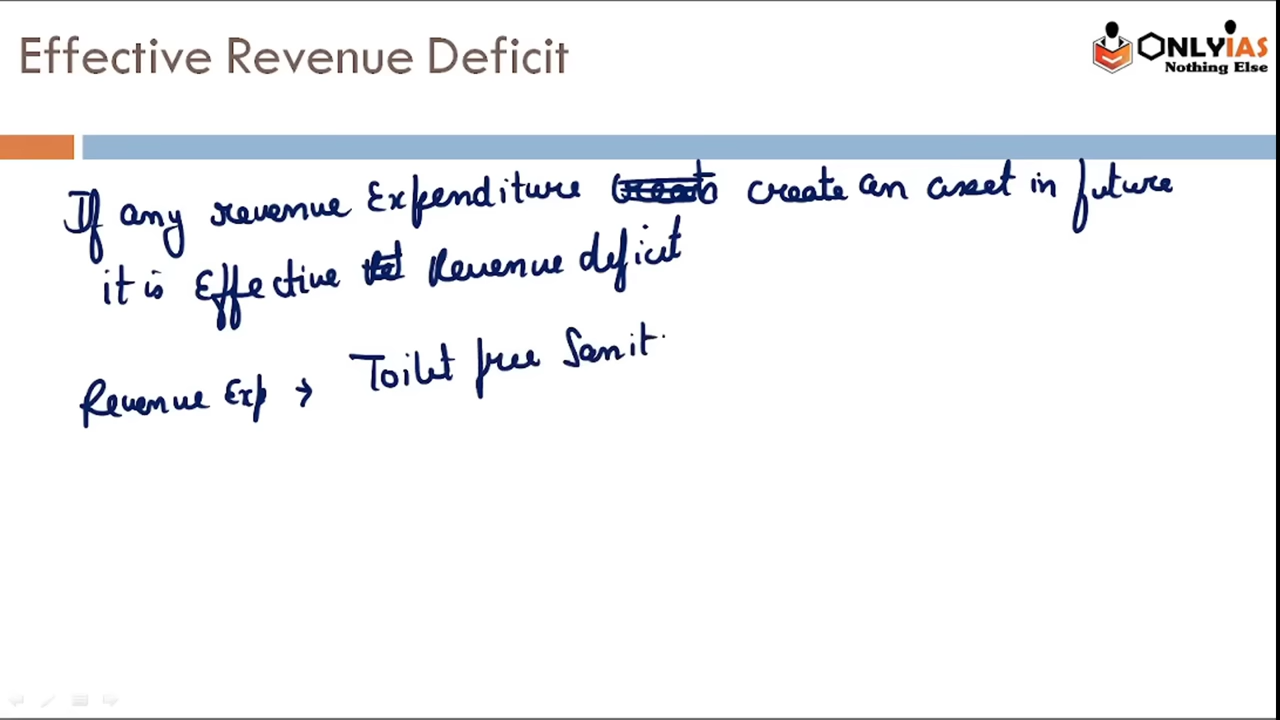 Effective Revenue Deficit
ONLYIAS
Nothing Else
If any revenue Expenditure create an asset in future
it is Effective Revenue deficit
Revenue Exp → Toilet free Sanit